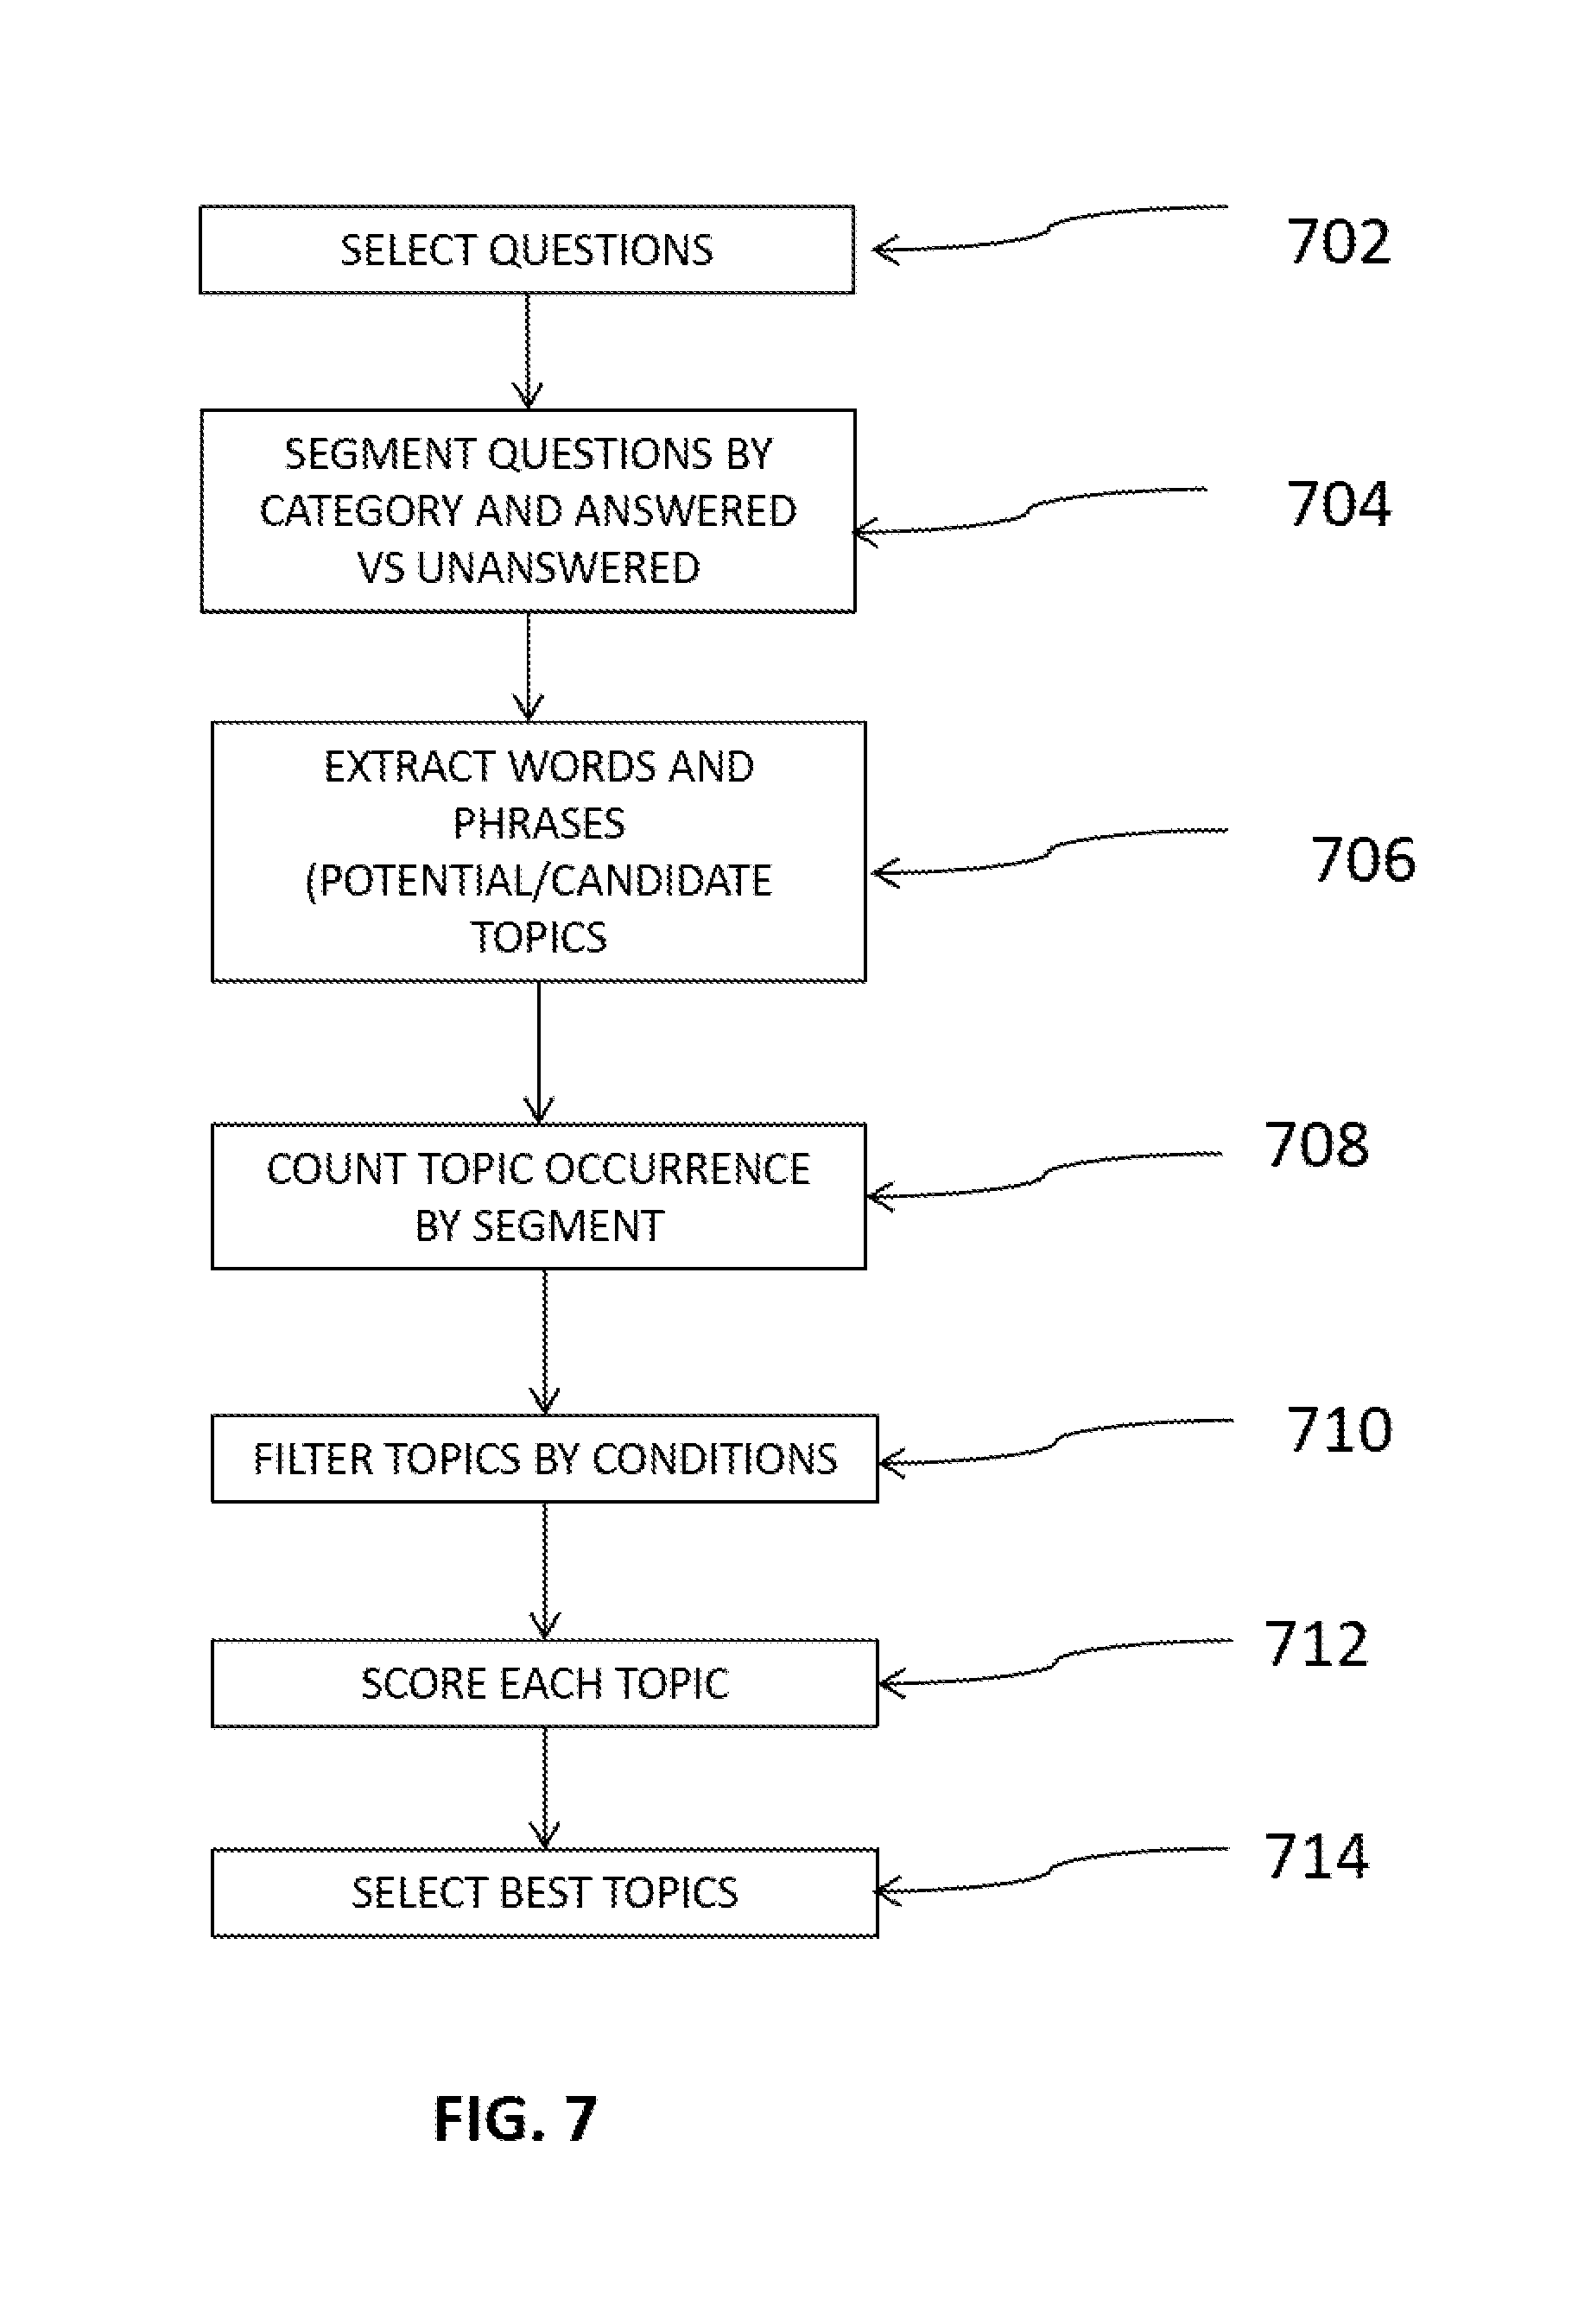 SELECT QUESTIONS
702
SEGMENT QUESTIONS BY
CATEGORY AND ANSWERED
VS UNANSWERED
704
EXTRACT WORDS AND
PHRASES
(POTENTIAL/CANDIDATE
TOPICS
706
COUNT TOPIC OCCURRENCE
BY SEGMENT
708
FILTER TOPICS BY CONDITIONS
710
SCORE EACH TOPIC
712
SELECT BEST TOPICS
714
FIG. 7